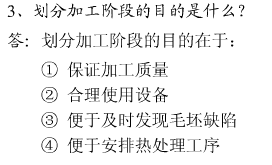 3、划分加工阶段的目的是什么?
答: 划分加工阶段的目的在于:
① 保证加工质量
② 合理使用设备
③ 便于及时发现毛坯缺陷
④ 便于安排热处理工序